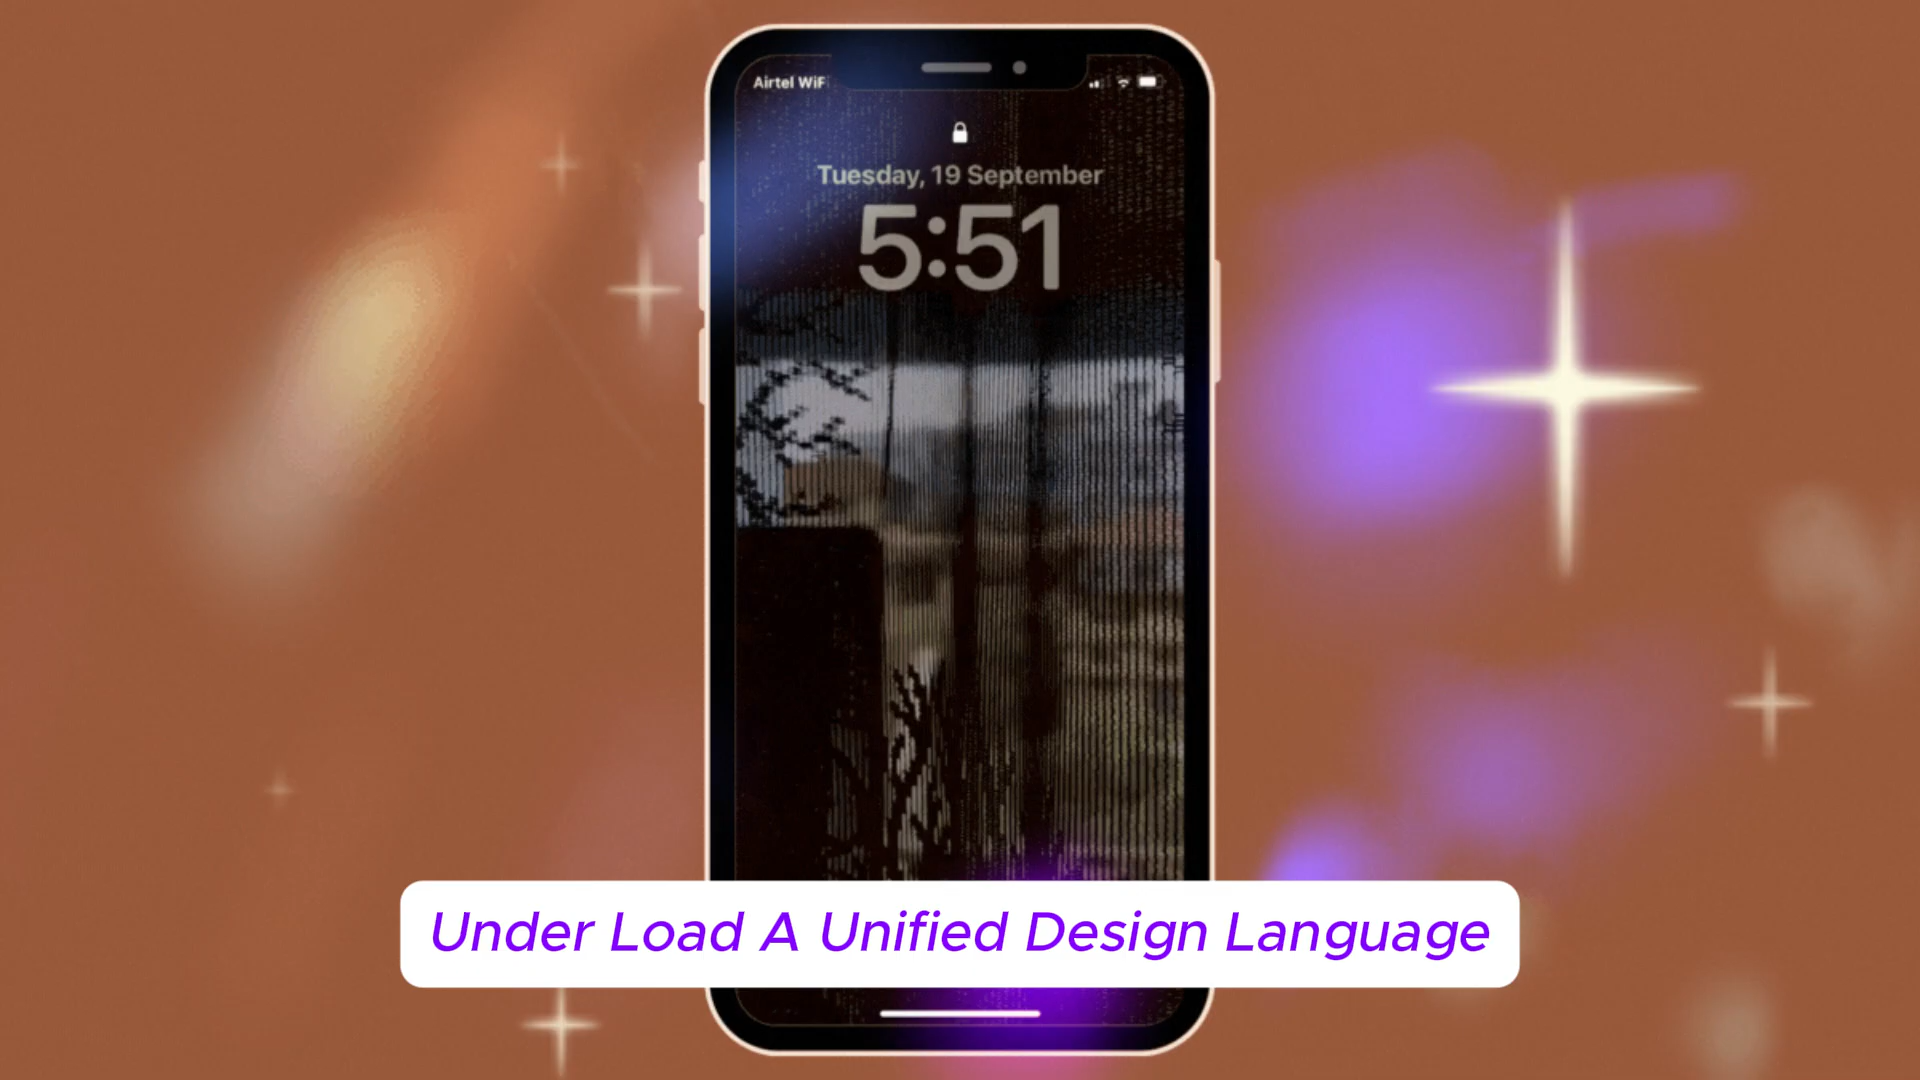 Airtel WiF
Tuesday, 19 September
5:51
Under Load A Unified Design Language